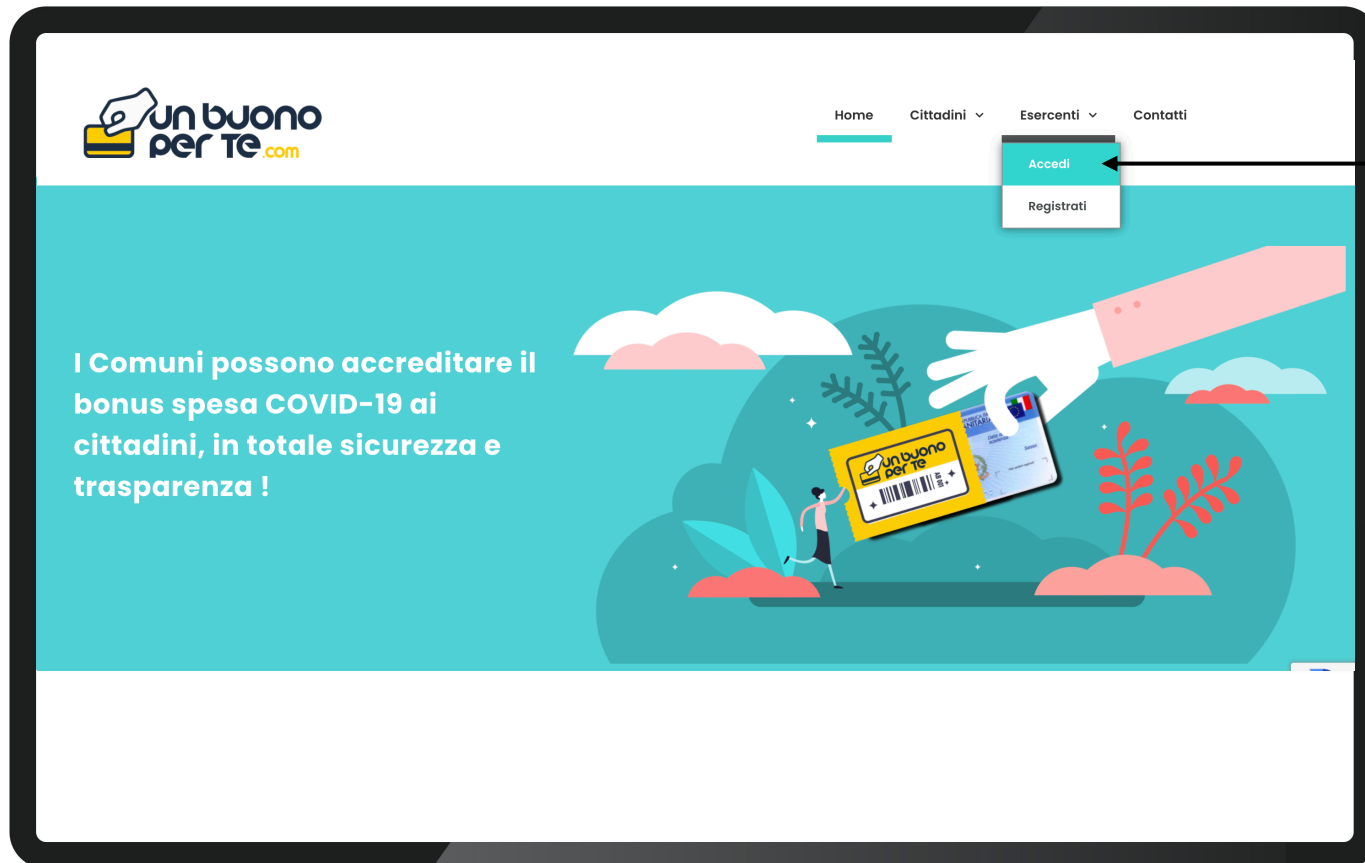 un buono
per Te.com
Home Cittadini Esercenti Contatti
Accedi
Registrati
I Comuni possono accreditare il
bonus spesa COVID-19 ai
cittadini, in totale sicurezza e
trasparenza !
un buono
per Te